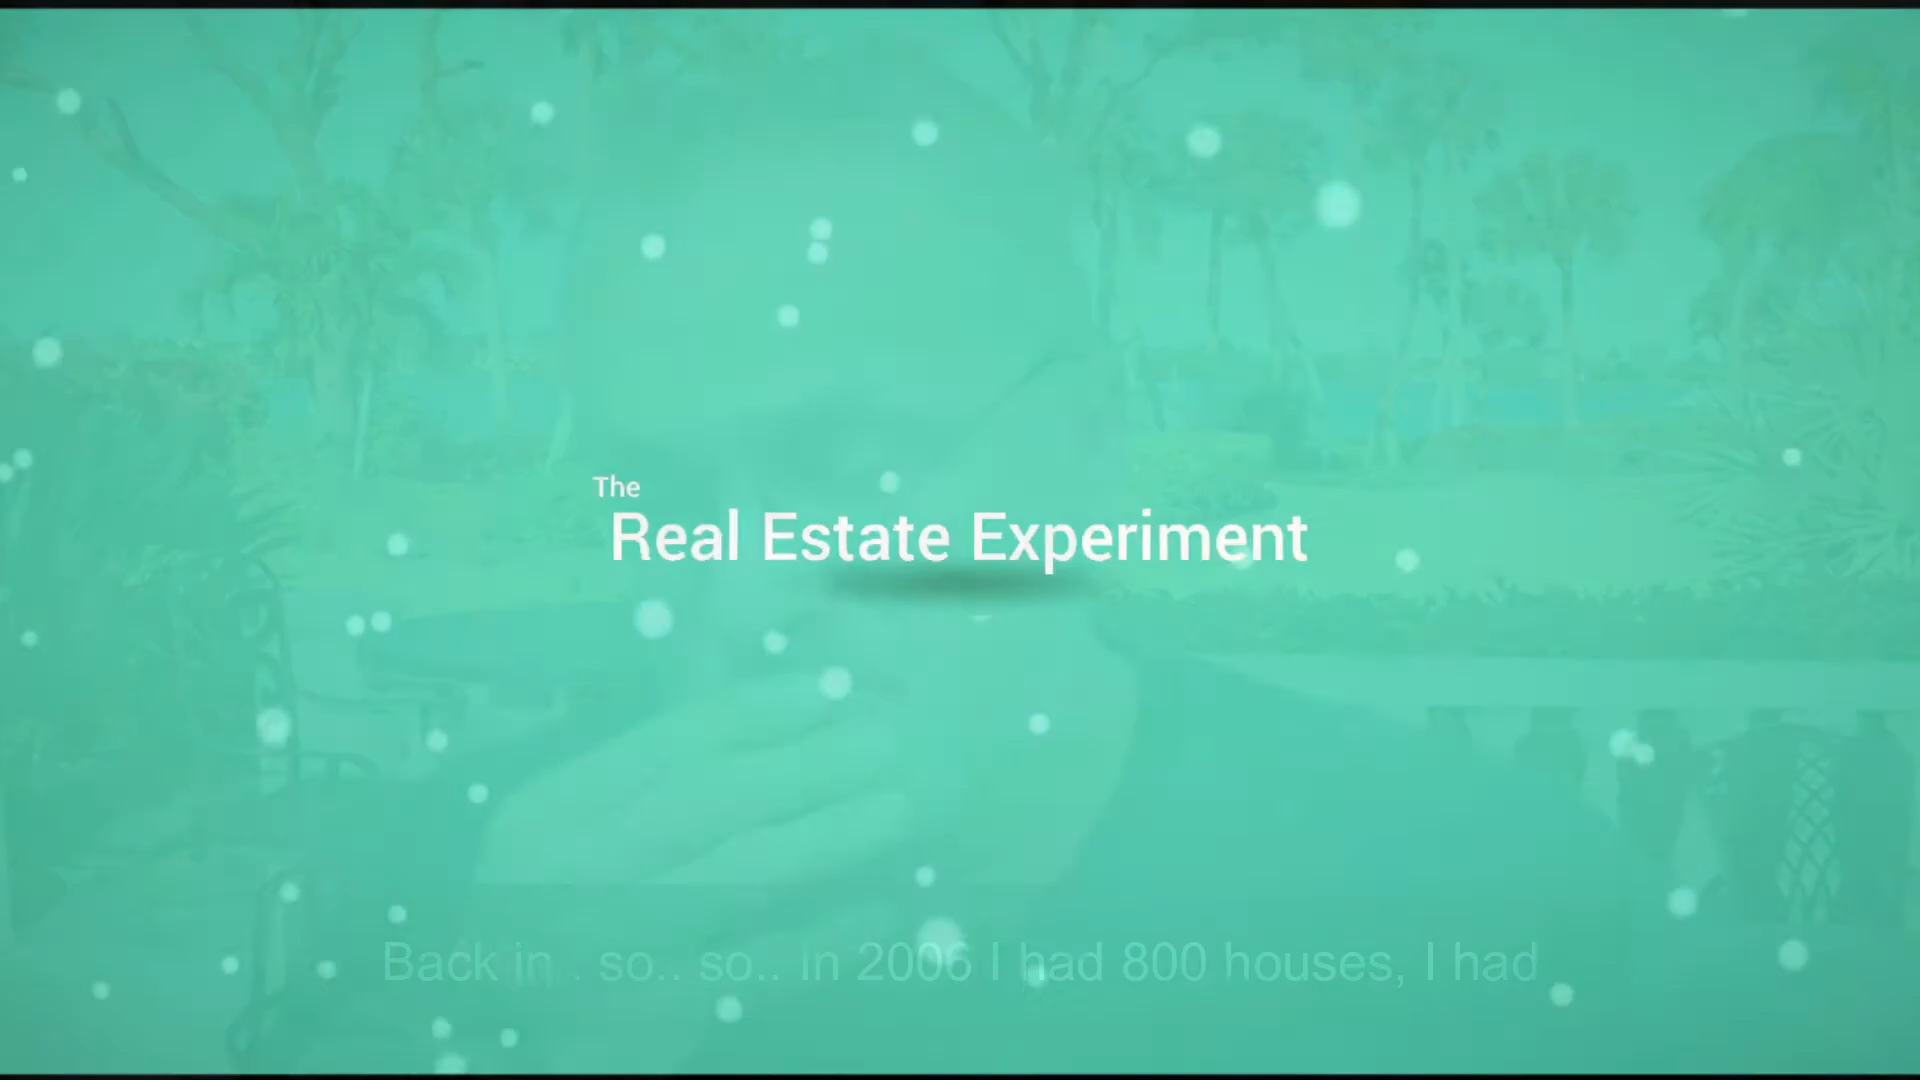 The
Real Estate Experiment
Back in.. so.. so.. in 2006 I had 800 houses, I had